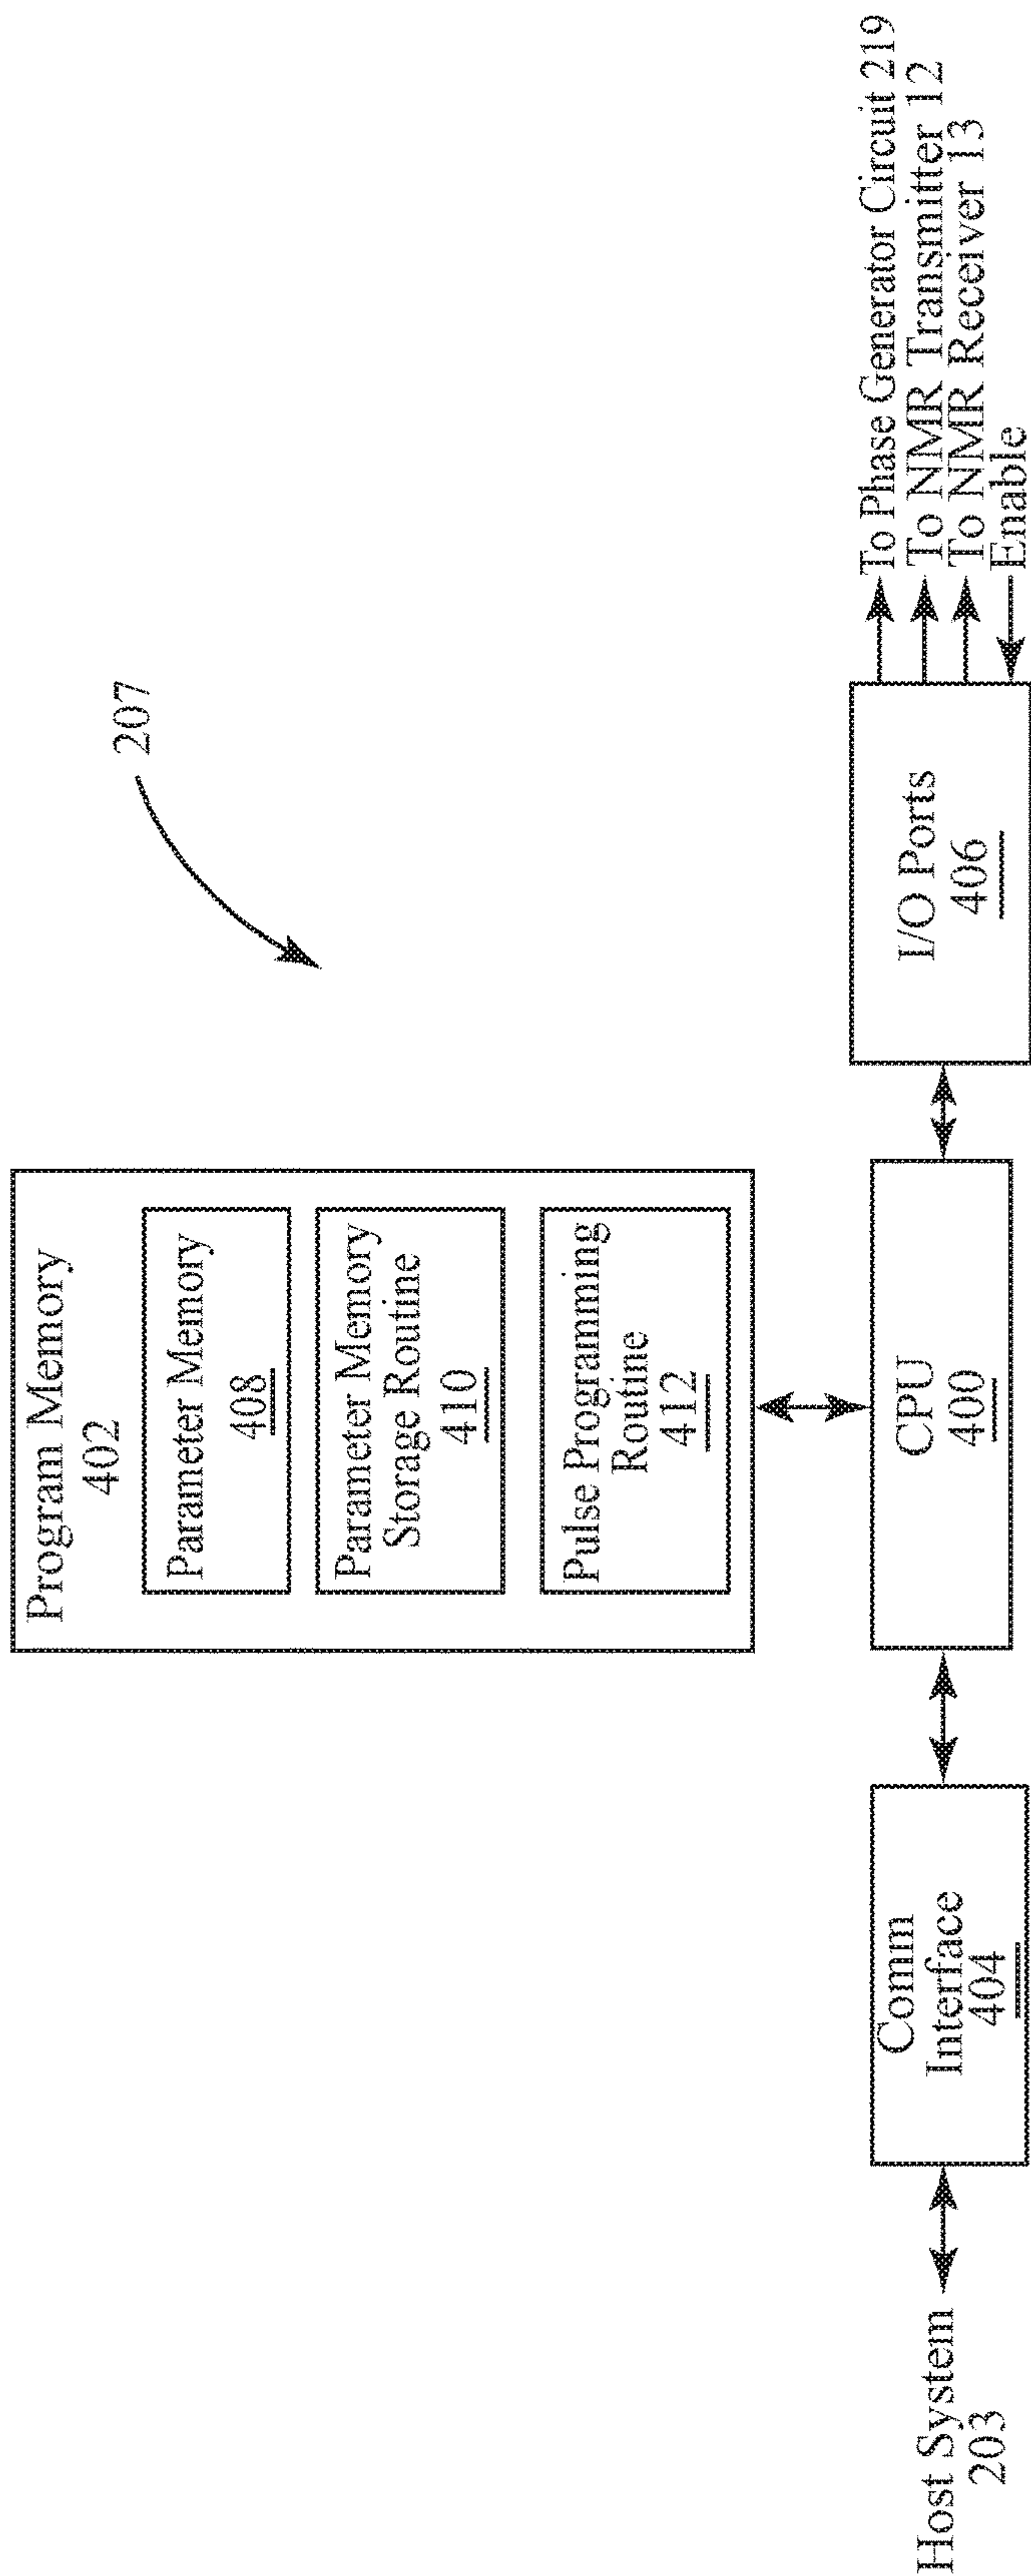 207
Program Memory
402
Parameter Memory
408
Parameter Memory
Storage Routine
410
Pulse Programming
Routine
412
Host System
203
Comm
Interface
404
CPU
400
I/O Ports
406
To Phase Generator Circuit 219
To NMR Transmitter 12
To NMR Receiver 13
Enable